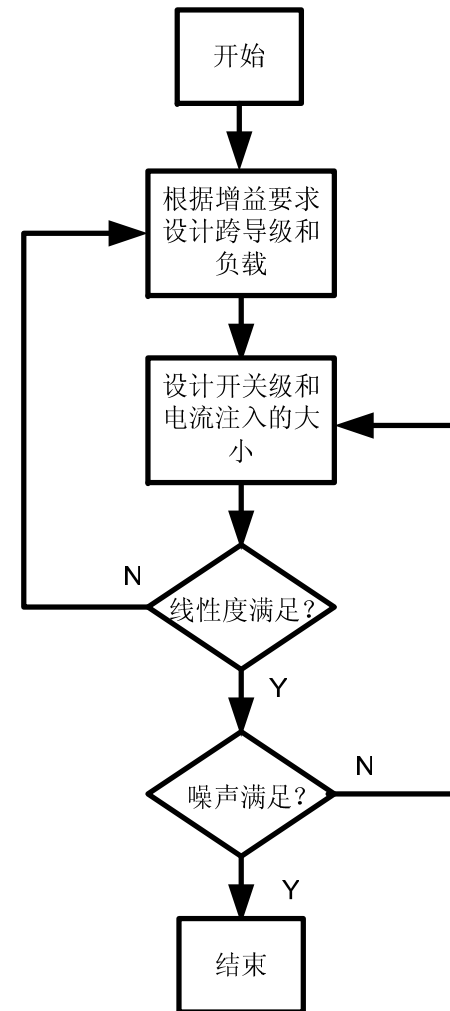 开始
根据增益要求
设计跨导级和
负载
设计开关级和
电流注入的大
小
N
线性度满足?
Y
N
噪声满足?
Y
结束